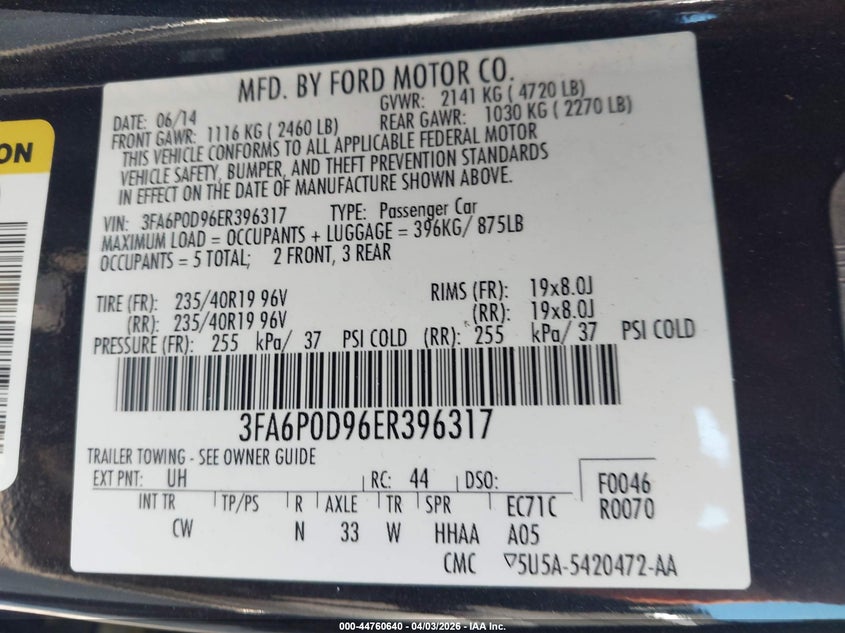 MFD. BY FORD MOTOR CO.
DATE: 06/14 GVWR: 2141 KG ( 4720 LB)
FRONT GAWR: 1116 KG ( 2460 LB) REAR GAWR: 1030 KG ( 2270 LB)
THIS VEHICLE CONFORMS TO ALL APPLICABLE FEDERAL MOTOR
VEHICLE SAFETY, BUMPER, AND THEFT PREVENTION STANDARDS
IN EFFECT ON THE DATE OF MANUFACTURE SHOWN ABOVE.
VIN: 3FA6P0D96ER396317 TYPE: Passenger Car
MAXIMUM LOAD = OCCUPANTS + LUGGAGE = 396KG/ 875LB
OCCUPANTS = 5 TOTAL; 2 FRONT, 3 REAR
TIRE (FR): 235/40R19 96V RIMS (FR): 19x8.0J
(RR): 235/40R19 96V (RR): 19x8.0J
PRESSURE (FR): 255 kPa/ 37 PSI COLD (RR): 255 kPa/ 37 PSI COLD
3FA6P0D96ER396317
TRAILER TOWING - SEE OWNER GUIDE
EXT PNT: UH RC: 44 DSO: F0046
INT TR TP/PS R AXLE TR SPR EC71C R0070
CW N 33 W HHAA A05
CMC ▽5U5A-5420472-AA
ON
000-44760640 - 04/03/2026 - IAA Inc.